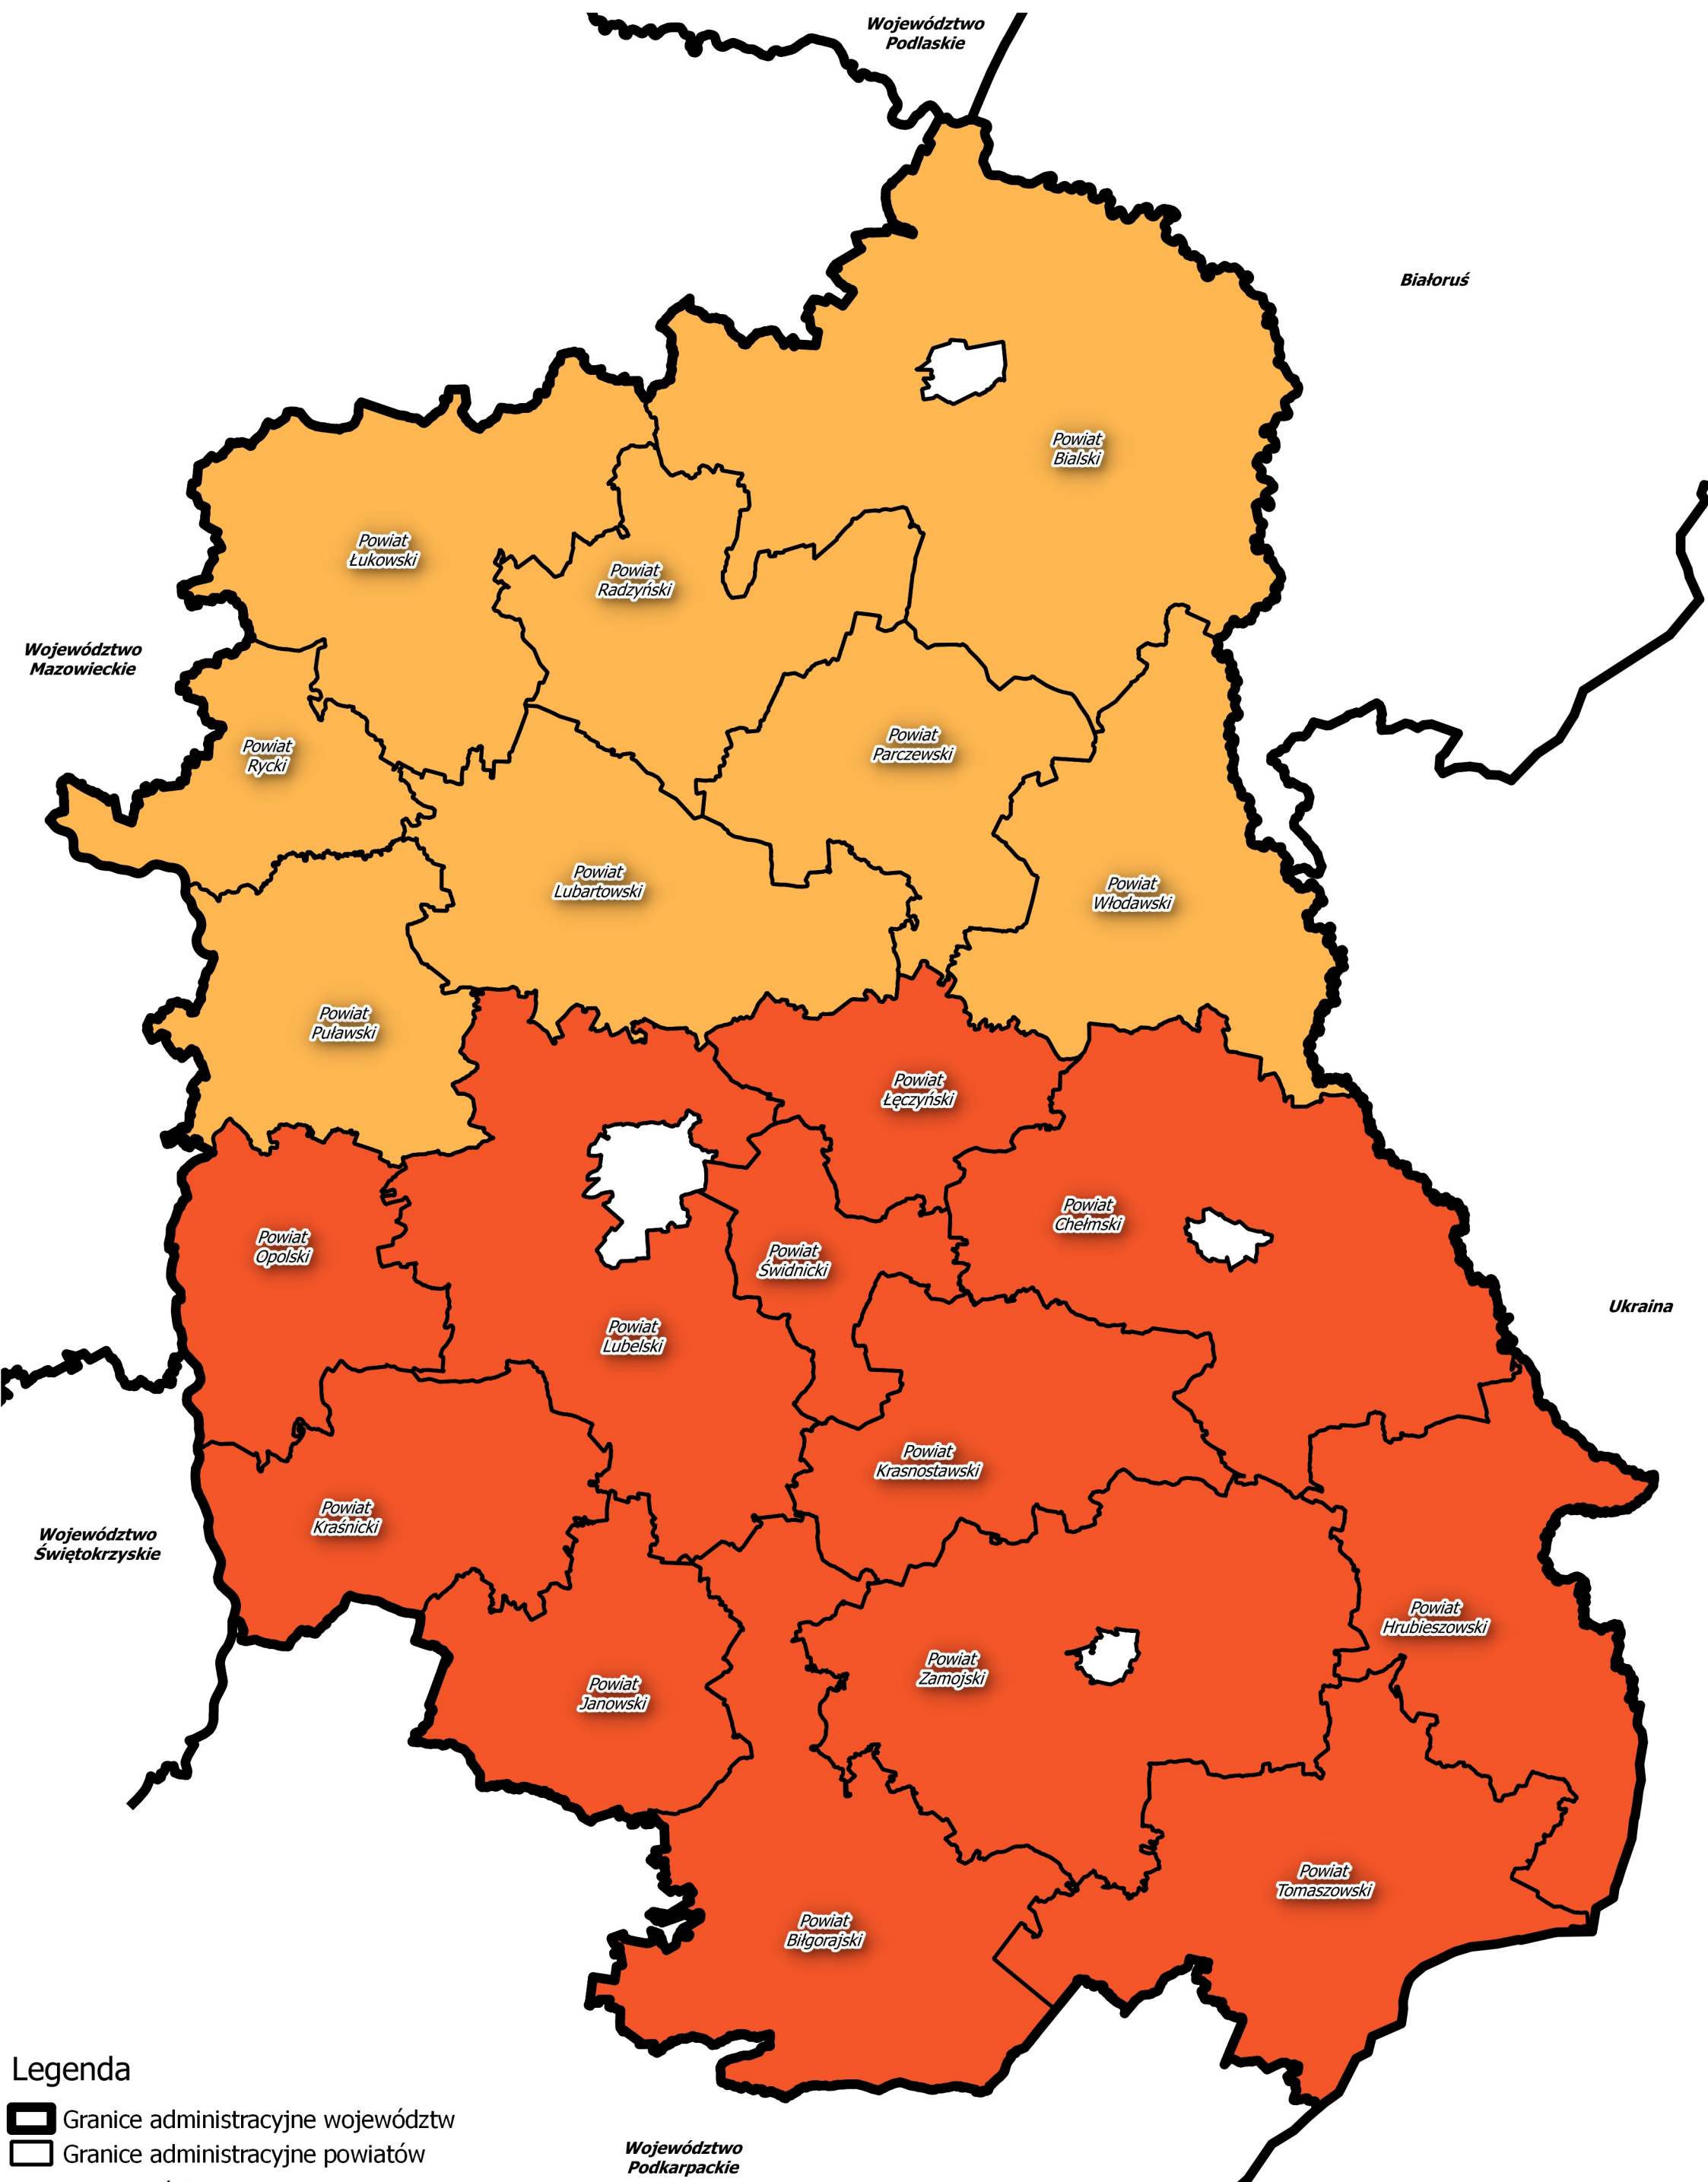 Województwo
Podlaskie
Białoruś
Powiat
Bialski
Powiat
Łukowski
Powiat
Radzyński
Województwo
Mazowieckie
Powiat
Rycki
Powiat
Parczewski
Powiat
Lubartowski
Powiat
Włodawski
Powiat
Puławski
Powiat
Łęczyński
Powiat
Opolski
Powiat
Chełmski
Powiat
Świdnicki
Ukraina
Powiat
Lubelski
Powiat
Krasnostawski
Powiat
Kraśnicki
Województwo
Świętokrzyskie
Powiat
Hrubieszowski
Powiat
Zamojski
Powiat
Janowski
Powiat
Tomaszowski
Powiat
Biłgorajski
Legenda
Granice administracyjne województw
Granice administracyjne powiatów
Województwo
Podkarpackie